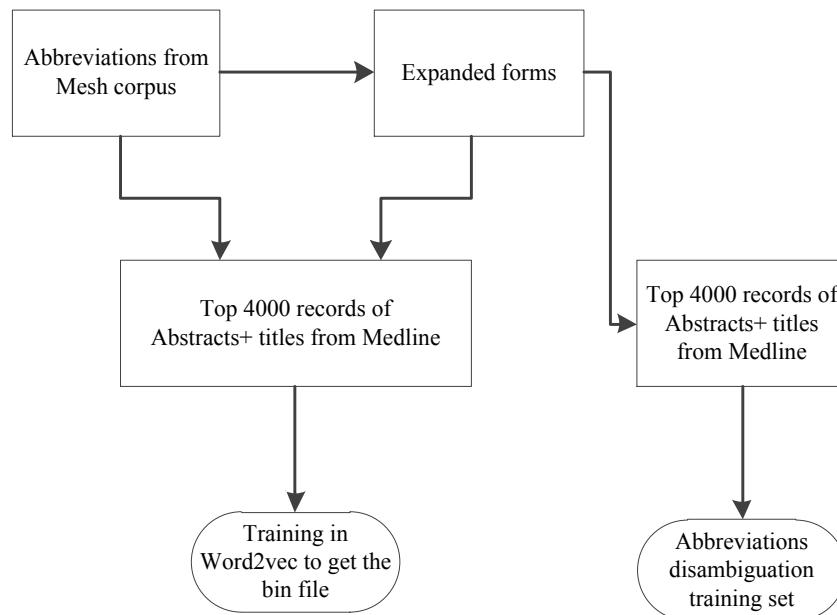 Abbreviations from
Mesh corpus
Expanded forms
Top 4000 records of
Abstracts+ titles from Medline
Top 4000 records of
Abstracts+ titles
from Medline
Training in
Word2vec to get the
bin file
Abbreviations
disambiguation
training set